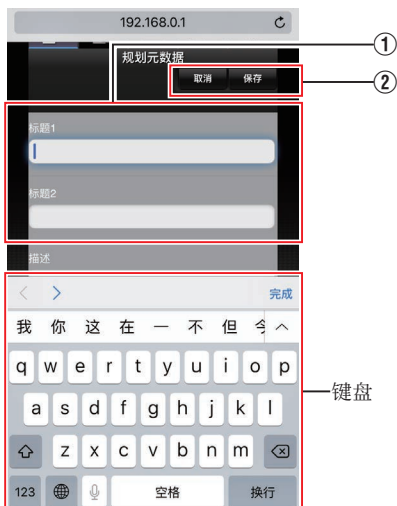 192.168.0.1
①
规划元数据
取消 保存
②
标题1
标题2
描述
完成
我 你 这 在 一 不 但
q w e r t y u i o p
a s d f g h j k l
键盘
z x c v b n m
123 空格 换行